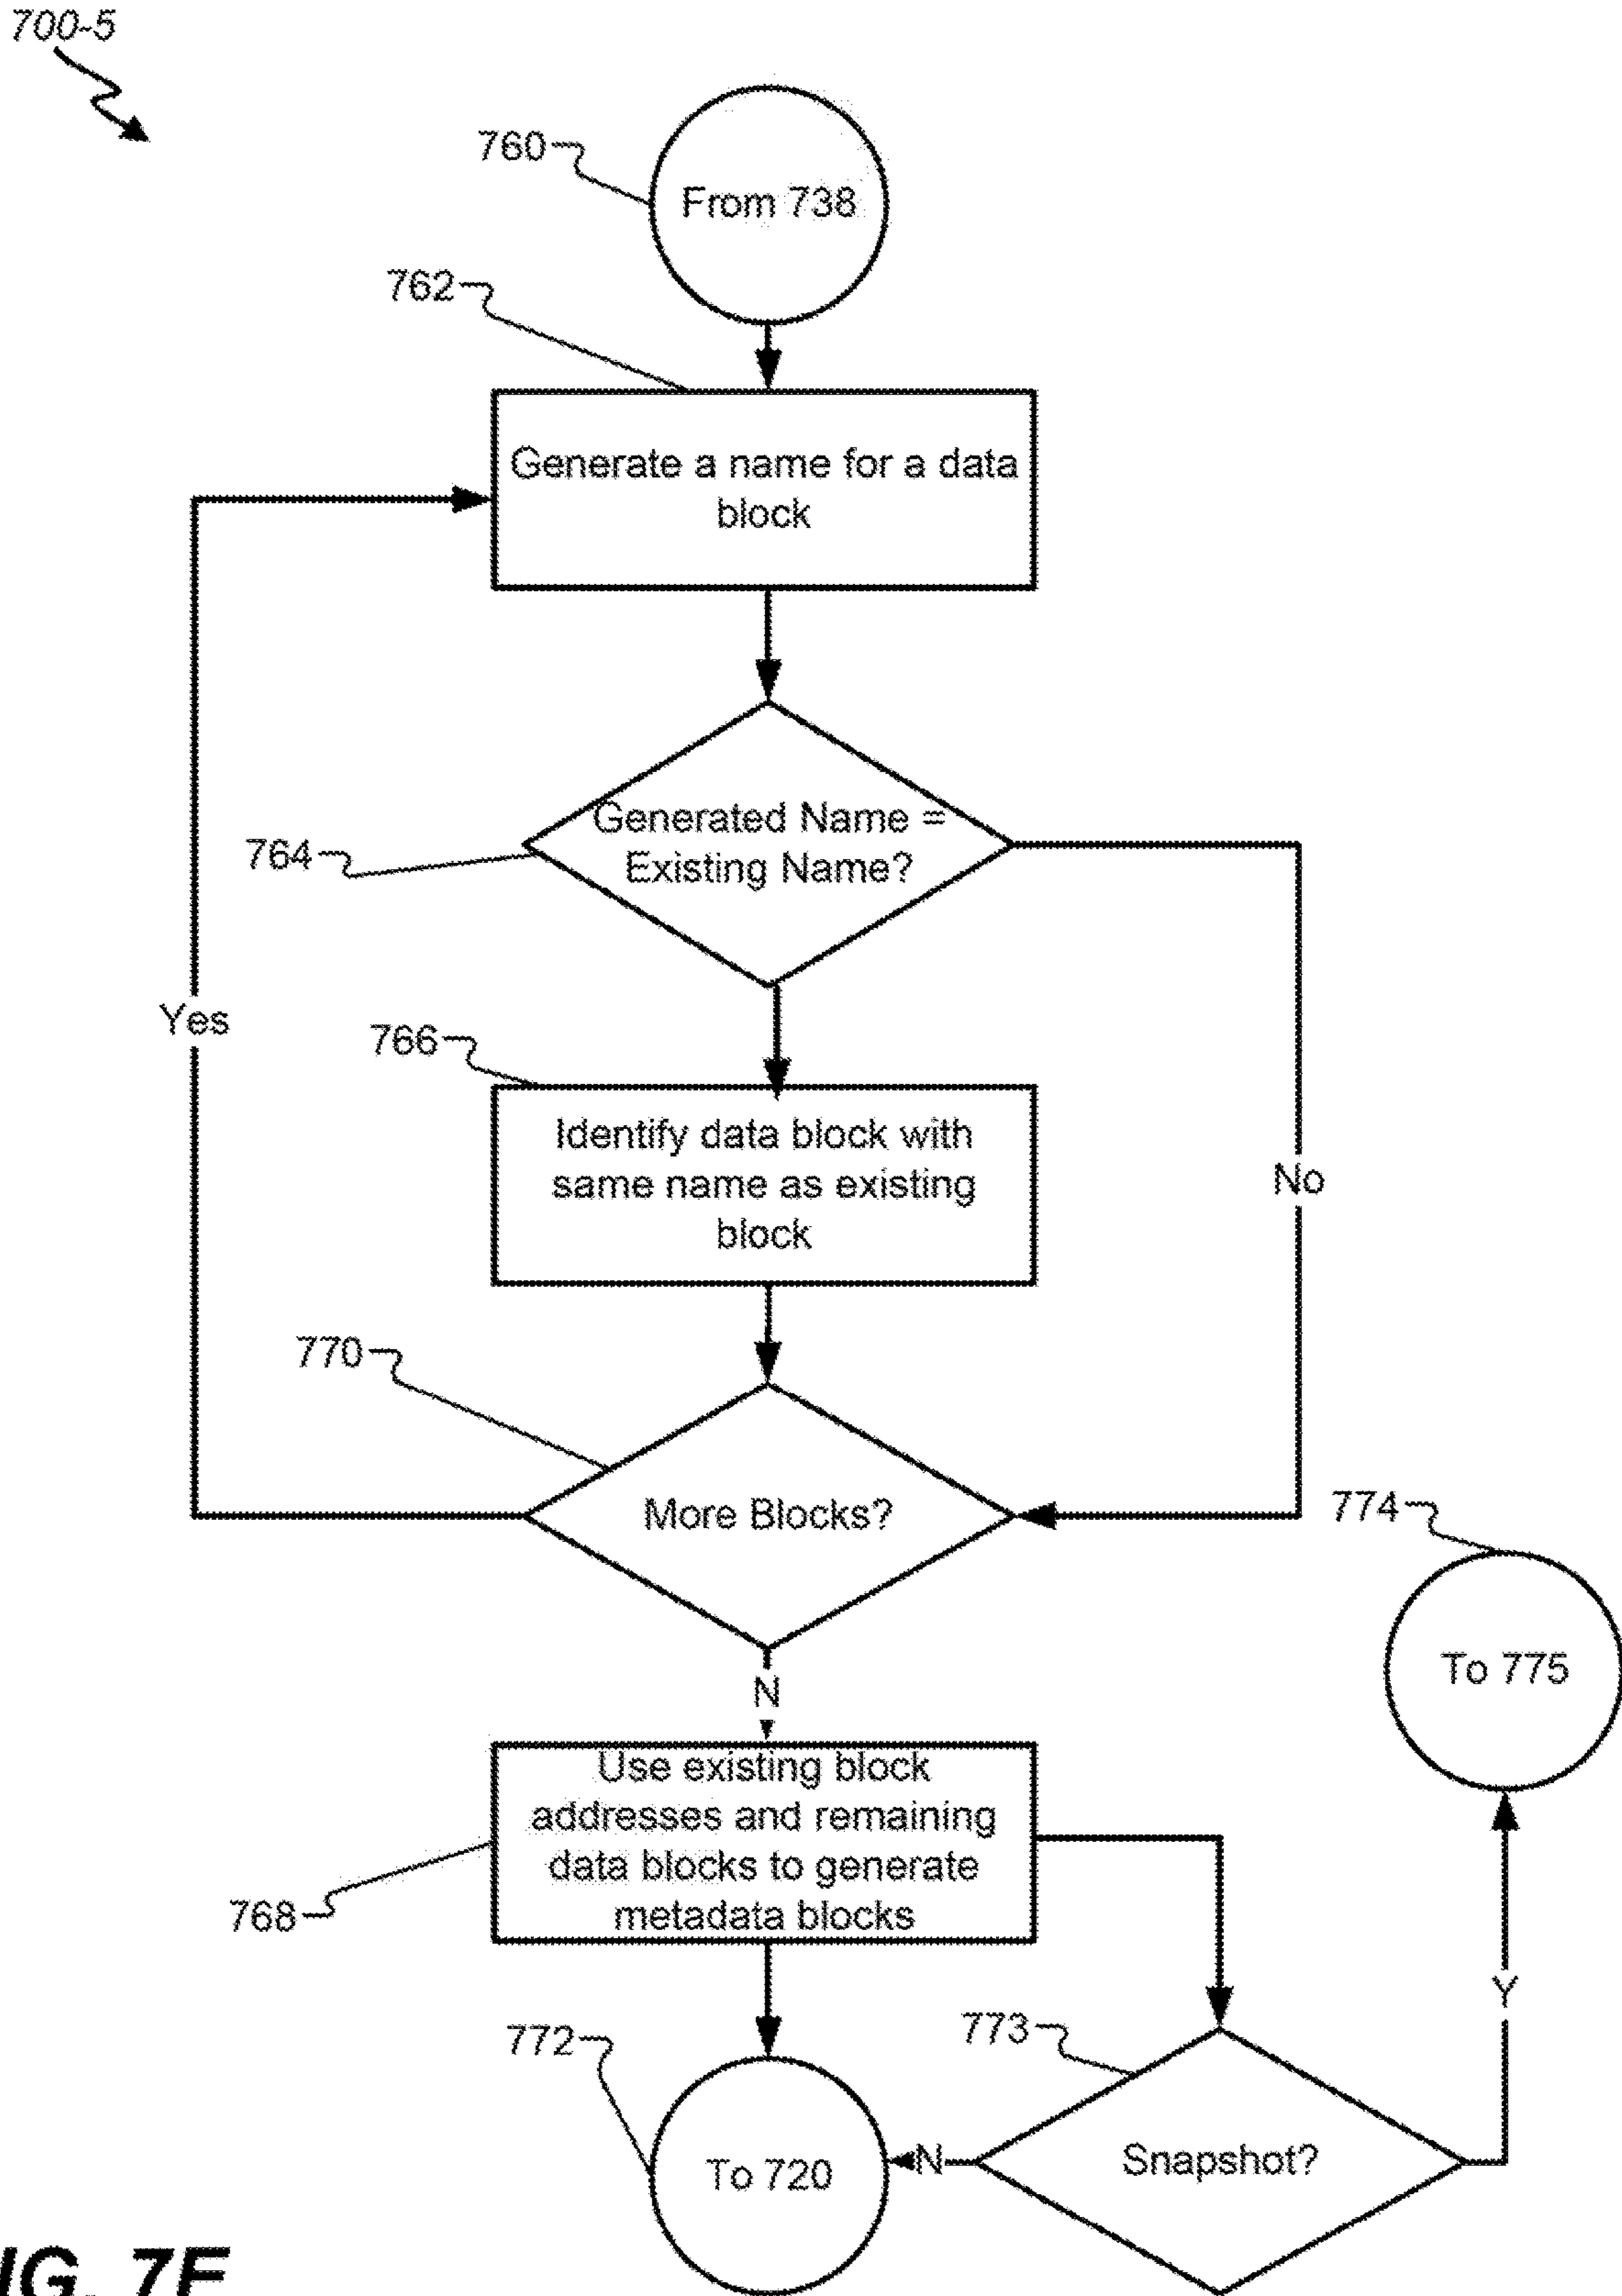 700-5
760
From 738
762
Generate a name for a data
block
764
Generated Name =
Existing Name?
Yes
766
Identify data block with
same name as existing
block
No
770
More Blocks?
774
To 775
N
Use existing block
addresses and remaining
data blocks to generate
metadata blocks
768
Y
772
773
To 720
N
Snapshot?
IG. 7E